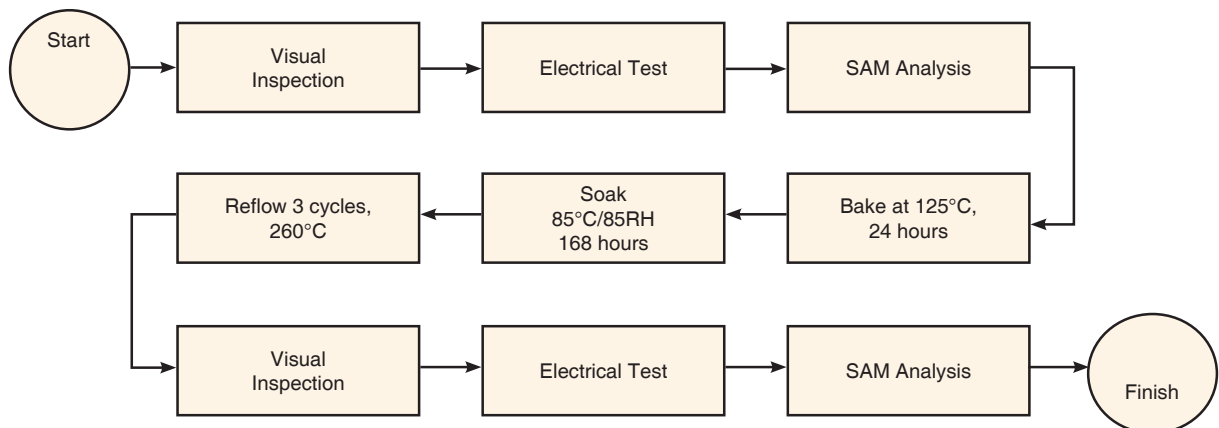 Start
Visual
Inspection
Electrical Test
SAM Analysis
Bake at 125°C,
24 hours
Soak
85°C/85RH
168 hours
Reflow 3 cycles,
260°C
Visual
Inspection
Electrical Test
SAM Analysis
Finish